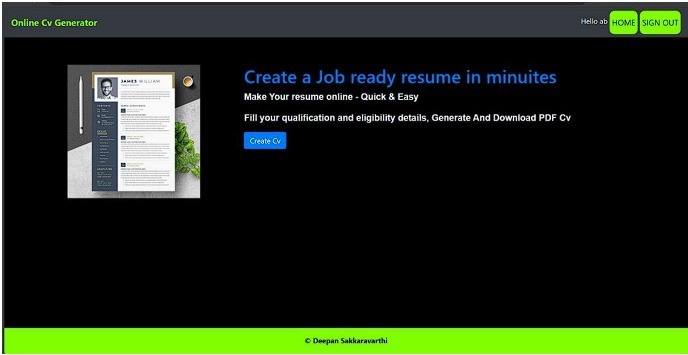 Online Cv Generator
Hello ab HOME SIGN OUT
JAMES WILLIAM
Create a Job ready resume in minuites
Make Your resume online - Quick & Easy
Fill your qualification and eligibility details, Generate And Download PDF Cv
Create Cv
© Deepan Sakkaravarthi